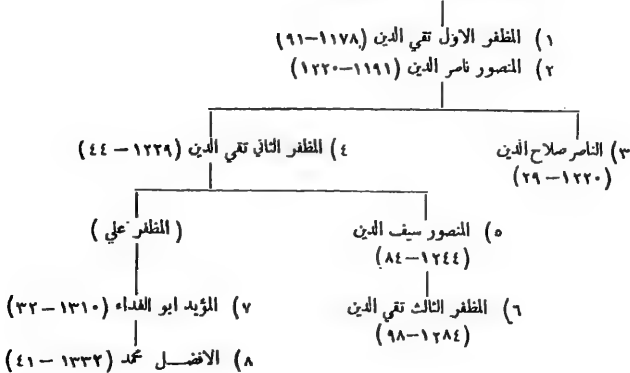 ١) المظفر الاول تقي الدين (١١٧٨–٩١)
٢) المنصور ناصر الدين (١١٩١–١٢٢٠)
٣) الناصر صلاح الدين
(١٢٢٠–٢٩)
٤) المظفر الثاني تقي الدين (١٢٢٩ – ٤٤)
٥) المنصور سيف الدين
(١٢٤٤–٨٤)
( المظفر علي )
٦) المظفر الثالث تقي الدين
(١٢٨٤–٩٨)
٧) المؤيد ابو الفداء (١٣١٠–٣٢)
٨) الافضــل محمد (١٣٣٢ – ٤١)